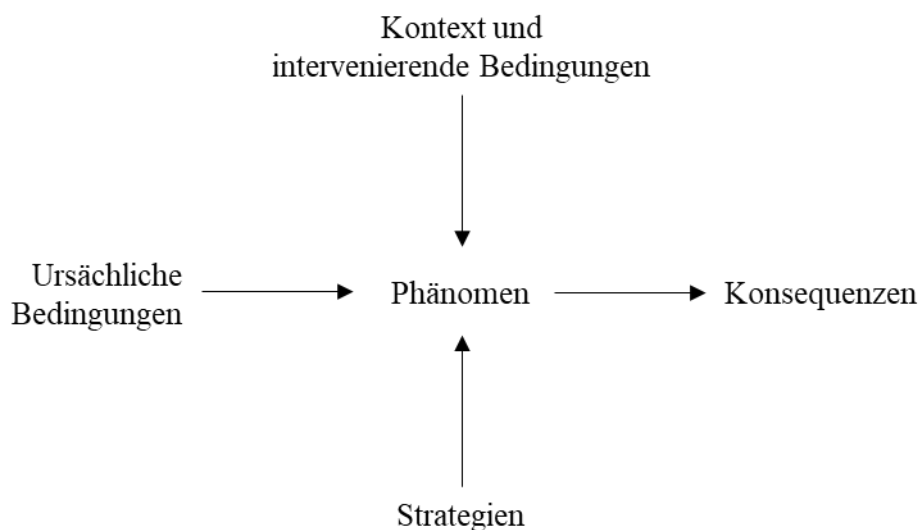 Kontext und
intervenierende Bedingungen
Ursächliche
Bedingungen
Phänomen
Konsequenzen
Strategien